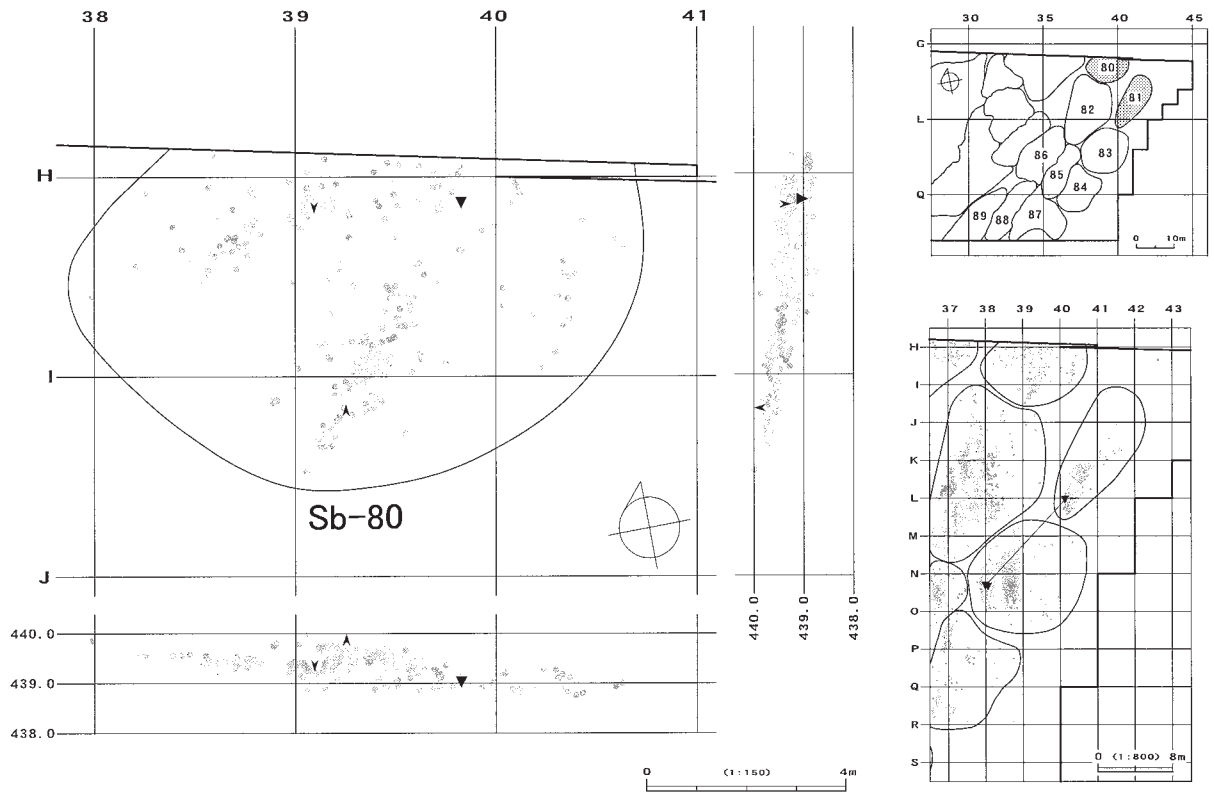 38 39 40 41
H
I
Sb-80
J
440.0
439.0
438.0
440.0 439.0 438.0
0 (1:150) 4m
30 35 40 45
G
L
Q
80
81
82
83
86
85
84
89 88 87
0 10m
37 38 39 40 41 42 43
H
I
J
K
L
M
N
O
P
Q
R
S
0 (1:800) 8m